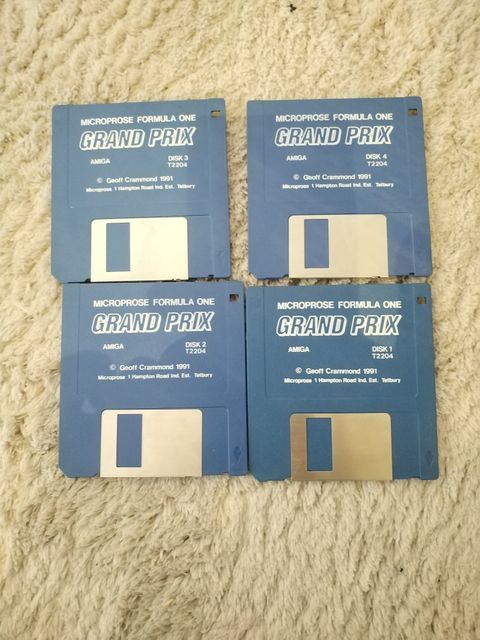 MICROPROSE FORMULA ONE
GRAND PRIX
AMIGA DISK 3
T2204
© Geoff Crammond 1991
Microprose 1 Hampton Road Ind. Est. Tetbury
MICROPROSE FORMULA ONE
GRAND PRIX
AMIGA DISK 4
T2204
© Geoff Crammond 1991
Microprose 1 Hampton Road Ind. Est. Tetbury
MICROPROSE FORMULA ONE
GRAND PRIX
AMIGA DISK 2
T2204
© Geoff Crammond 1991
Microprose 1 Hampton Road Ind. Est. Tetbury
MICROPROSE FORMULA ONE
GRAND PRIX
AMIGA DISK 1
T2204
© Geoff Crammond 1991
Microprose 1 Hampton Road Ind. Est. Tetbury